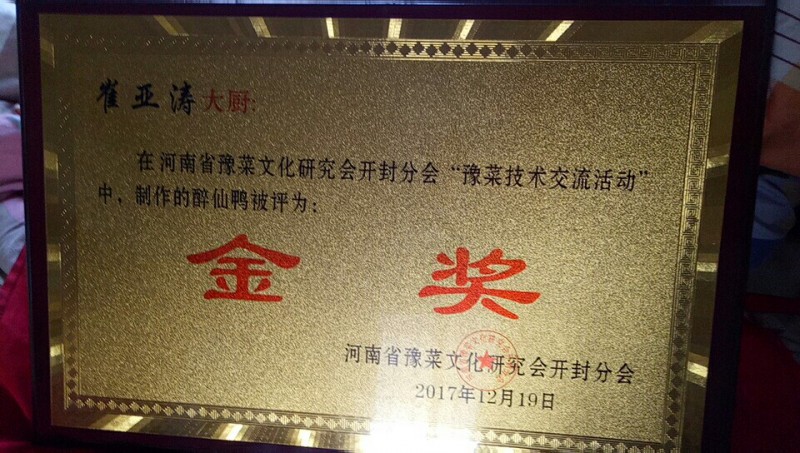 崔亚涛大厨:
在河南省豫菜文化研究会开封分会“豫菜技术交流活动”
中，制作的醉仙鸭被评为:
金 奖
河南省豫菜文化研究会开封分会
2017年12月19日